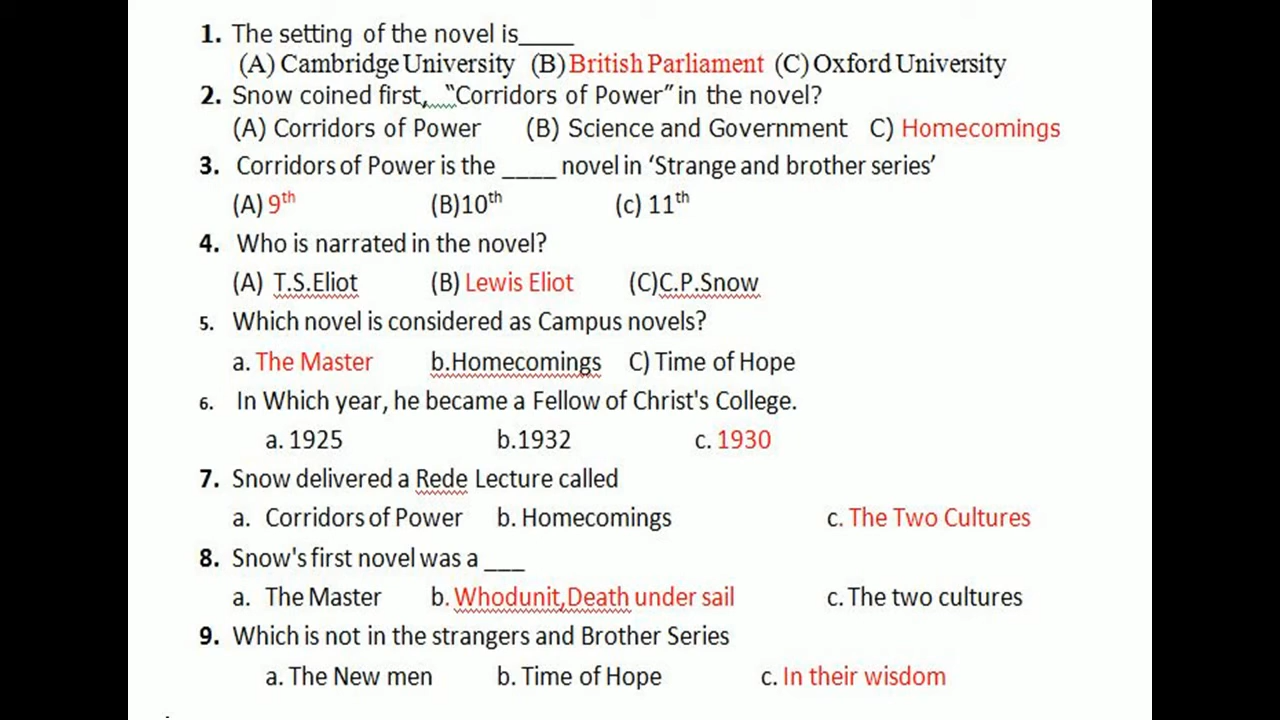 1. The setting of the novel is____
(A) Cambridge University (B) British Parliament (C) Oxford University
2. Snow coined first, "Corridors of Power" in the novel?
(A) Corridors of Power (B) Science and Government C) Homecomings
3. Corridors of Power is the ____ novel in ‘Strange and brother series’
(A) 9th (B)10th (c) 11th
4. Who is narrated in the novel?
(A) T.S.Eliot (B) Lewis Eliot (C)C.P.Snow
5. Which novel is considered as Campus novels?
a. The Master b.Homecomings C) Time of Hope
6. In Which year, he became a Fellow of Christ's College.
a. 1925 b.1932 c. 1930
7. Snow delivered a Rede Lecture called
a. Corridors of Power b. Homecomings c. The Two Cultures
8. Snow's first novel was a ___
a. The Master b. Whodunit,Death under sail c. The two cultures
9. Which is not in the strangers and Brother Series
a. The New men b. Time of Hope c. In their wisdom